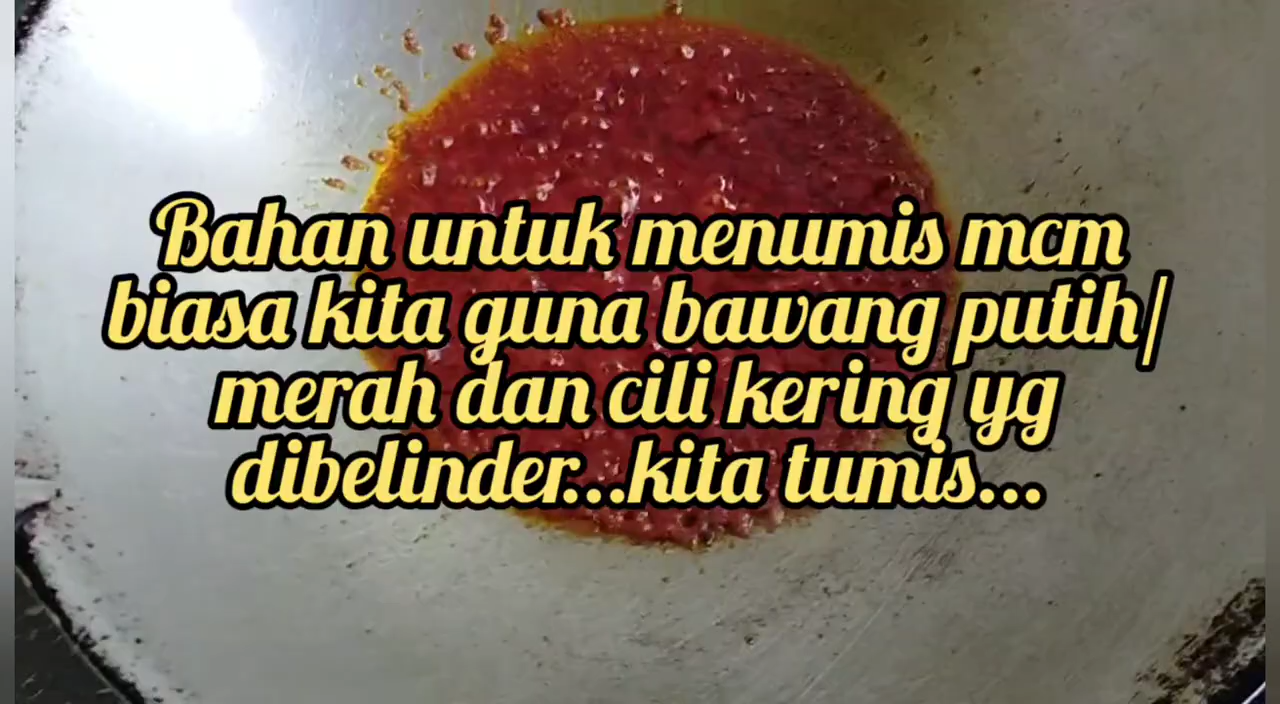 Bahan untuk menumis mcm
biasa kita guna bawang putih/
merah dan cili kering yg
dibelinder...kita tumis...